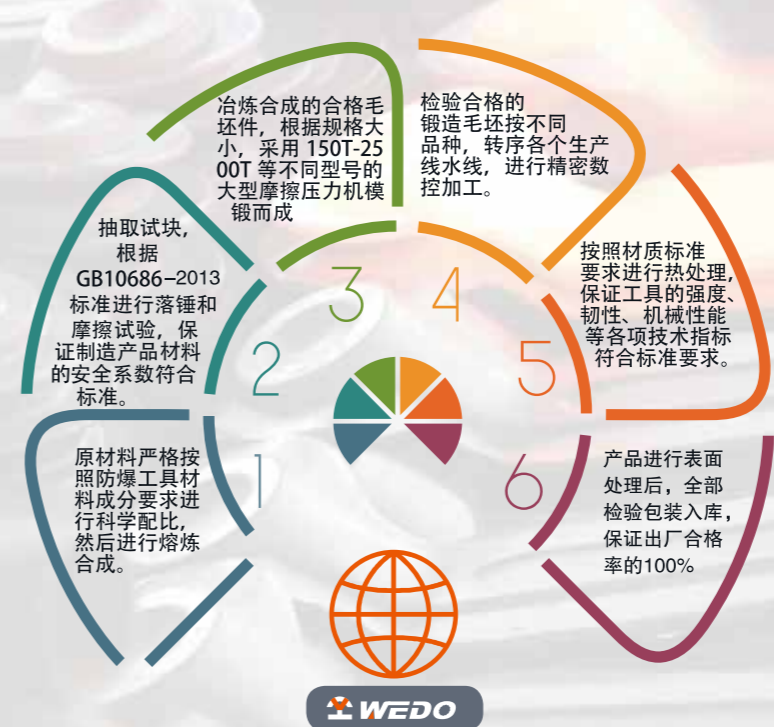 1
原材料严格按
照防爆工具材
料成分要求进
行科学配比，
然后进行熔炼
合成。
2
抽取试块，
根据
GB10686–2013
标准进行落锤和
摩擦试验，保
证制造产品材料
的安全系数符合
标准。
3
冶炼合成的合格毛
坯件，根据规格大
小，采用 150T-25
00T 等不同型号的
大型摩擦压力机模
锻而成
4
检验合格的
锻造毛坯按不同
品种，转序各个生产
线水线，进行精密数
控加工。
5
按照材质标准
要求进行热处理，
保证工具的强度、
韧性、机械性能
等各项技术指标
符合标准要求。
6
产品进行表面
处理后，全部
检验包装入库，
保证出厂合格
率的100%
WEDO